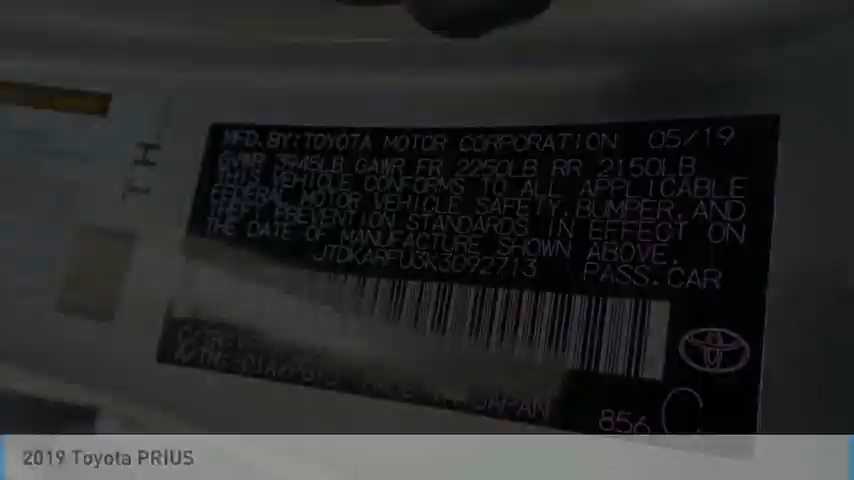 MFD.BY:TOYOTA MOTOR CORPORATION 05/19
GVWR 3945LB GAWR FR 2250LB RR 2150LB
THIS VEHICLE CONFORMS TO ALL APPLICABLE
FEDERAL MOTOR VEHICLE SAFETY,BUMPER,AND
THEFT PREVENTION STANDARDS IN EFFECT ON
THE DATE OF MANUFACTURE SHOWN ABOVE.
JTDKARFU3K3092713 PASS.CAR
JAPAN 856 C
2019 Toyota PRIUS